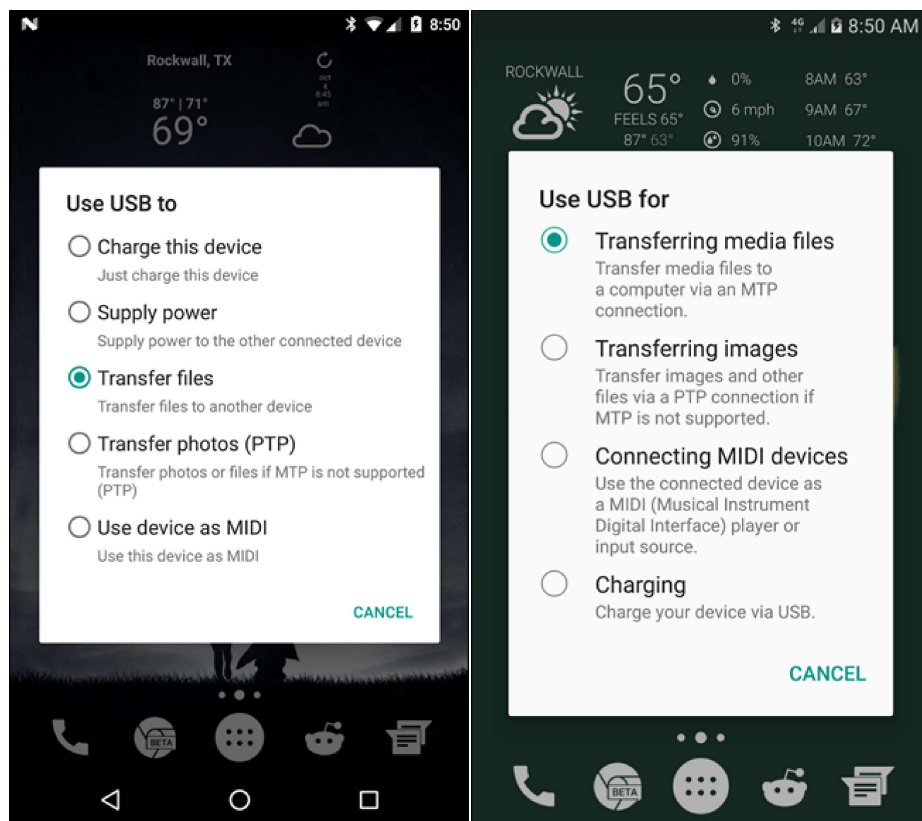 8:50
Rockwall, TX
oct
4
8:45
am
87° | 71°
69°
Use USB to
Charge this device
Just charge this device
Supply power
Supply power to the other connected device
Transfer files
Transfer files to another device
Transfer photos (PTP)
Transfer photos or files if MTP is not supported
(PTP)
Use device as MIDI
Use this device as MIDI
CANCEL
BETA
4G
8:50 AM
ROCKWALL
65°
FEELS 65°
87° 63°
0%
6 mph
91%
8AM 63°
9AM 67°
10AM 72°
Use USB for
Transferring media files
Transfer media files to
a computer via an MTP
connection.
Transferring images
Transfer images and other
files via a PTP connection if
MTP is not supported.
Connecting MIDI devices
Use the connected device as
a MIDI (Musical Instrument
Digital Interface) player or
input source.
Charging
Charge your device via USB.
CANCEL
BETA